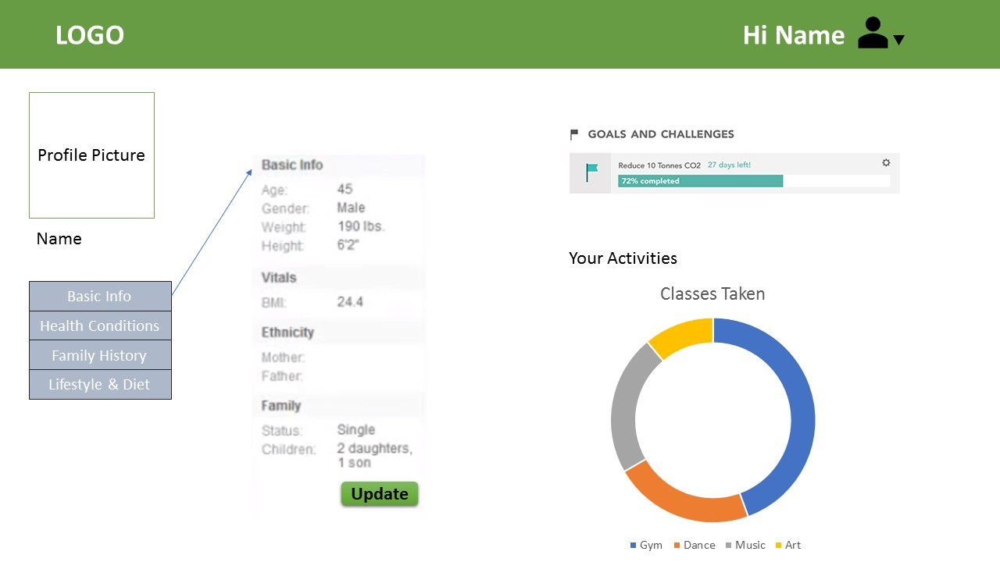 LOGO
Hi Name
Profile Picture
Name
Basic Info
Health Conditions
Family History
Lifestyle & Diet
Basic Info
Age: 45
Gender: Male
Weight: 190 lbs.
Height: 6'2"
Vitals
BMI: 24.4
Ethnicity
Mother:
Father:
Family
Status: Single
Children: 2 daughters,
1 son
Update
GOALS AND CHALLENGES
Reduce 10 Tonnes CO2 27 days left!
72% completed
Your Activities
Classes Taken
Gym Dance Music Art